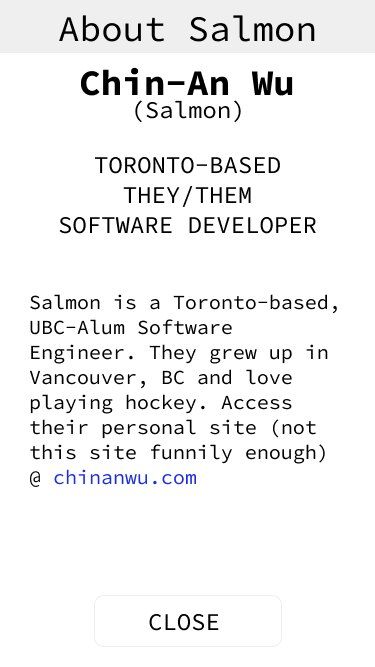 About Salmon
Chin-An Wu
(Salmon)
TORONTO-BASED
THEY/THEM
SOFTWARE DEVELOPER
Salmon is a Toronto-based,
UBC-Alum Software
Engineer. They grew up in
Vancouver, BC and love
playing hockey. Access
their personal site (not
this site funnily enough)
@ chinanwu.com
CLOSE